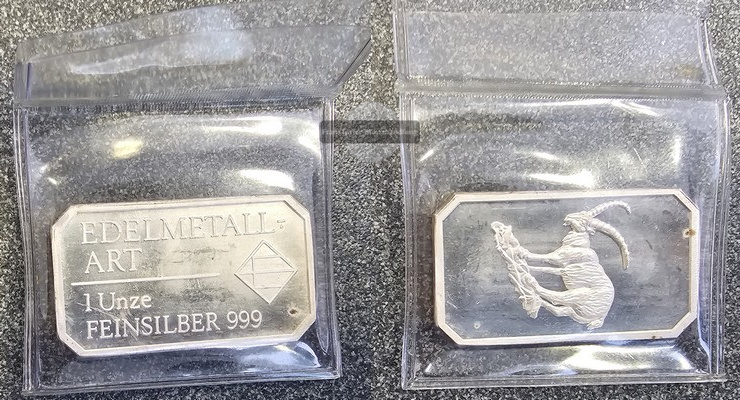 EDELMETALL-
ART
1 Unze
FEINSILBER 999